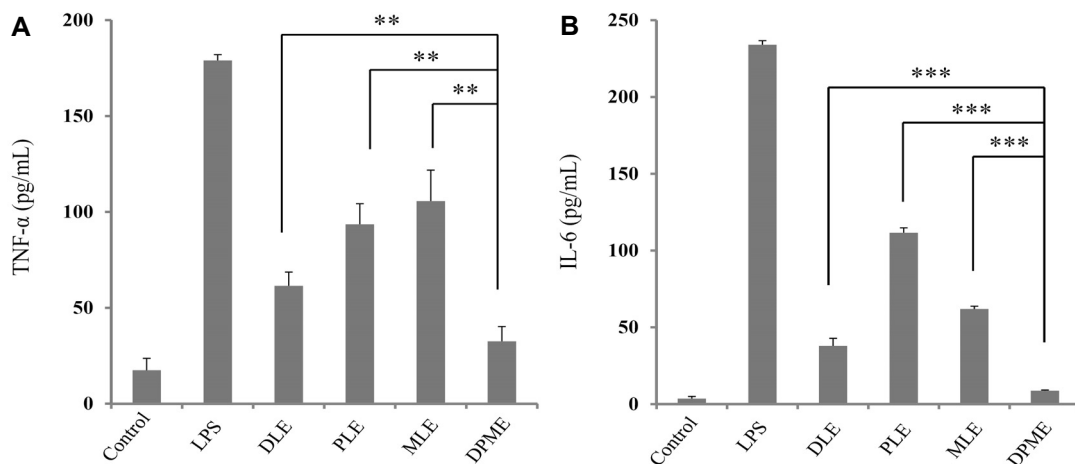 A
TNF-α (pg/mL)
200
150
100
50
0
**
**
**
Control
LPS
DLE
PLE
MLE
DPME
B
IL-6 (pg/mL)
250
200
150
100
50
0
***
***
***
Control
LPS
DLE
PLE
MLE
DPME